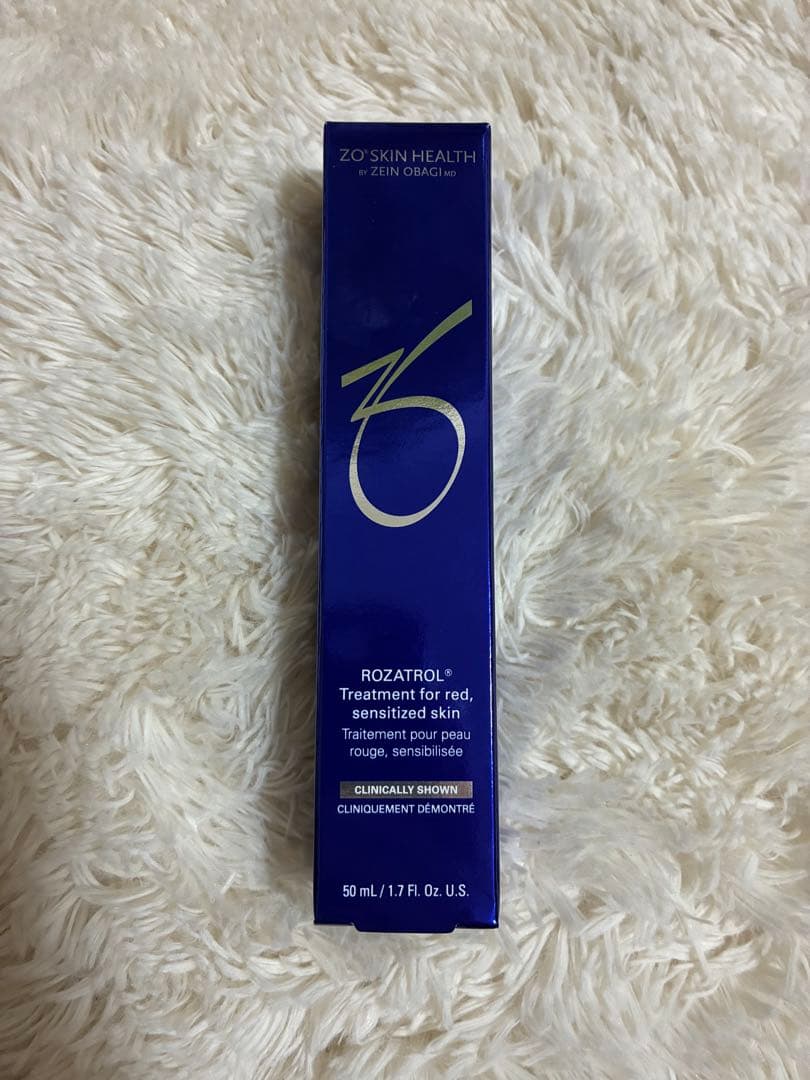 ZO® SKIN HEALTH
BY ZEIN OBAGI MD
ZO
ROZATROL®
Treatment for red,
sensitized skin
Traitement pour peau
rouge, sensibilisée
CLINICALLY SHOWN
CLINIQUEMENT DÉMONTRÉ
50 mL / 1.7 Fl. Oz. U.S.